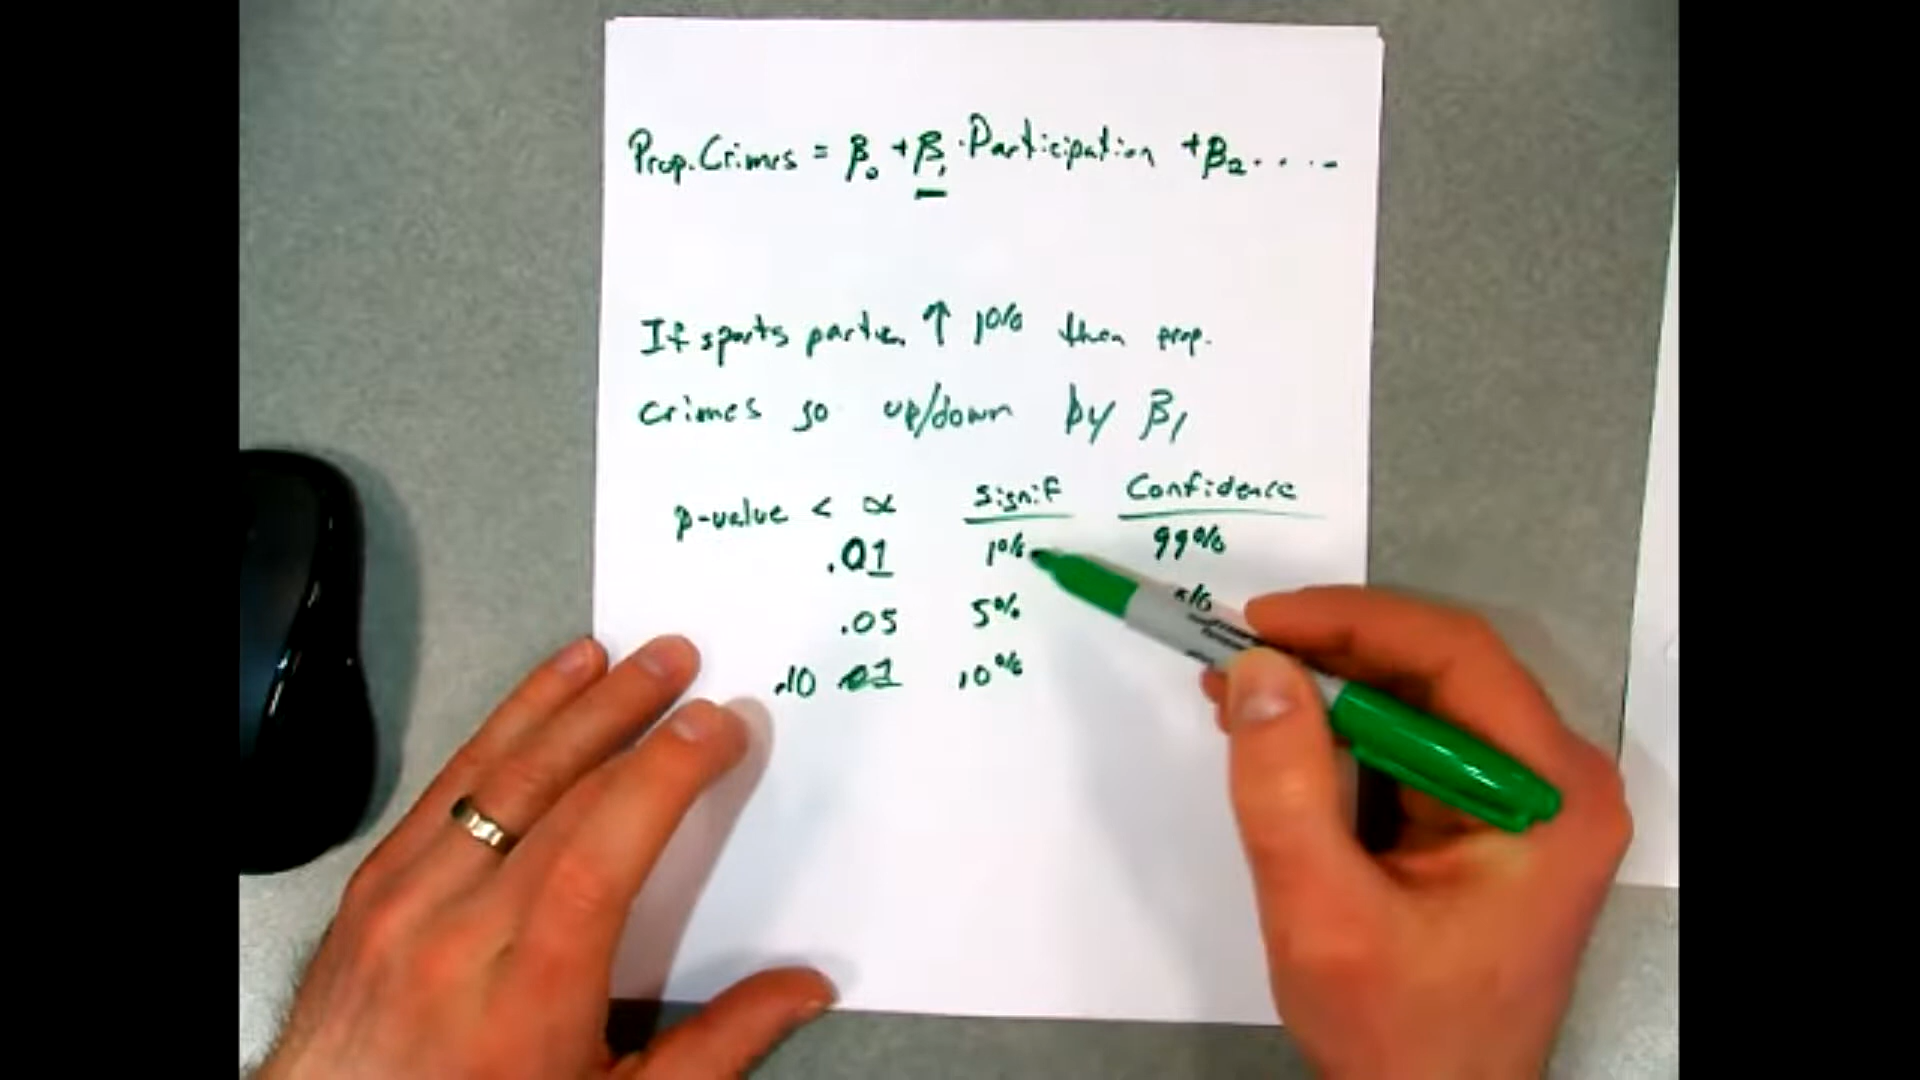 Prop. Crimes = β₀ + β₁ · Participation + β₂ . . . .
If sports partic. ↑ 1% then prop.
crimes go up/down by β₁
p-value < α Signif Confidence
.01 1% 99%
.05 5% %
.10 10%